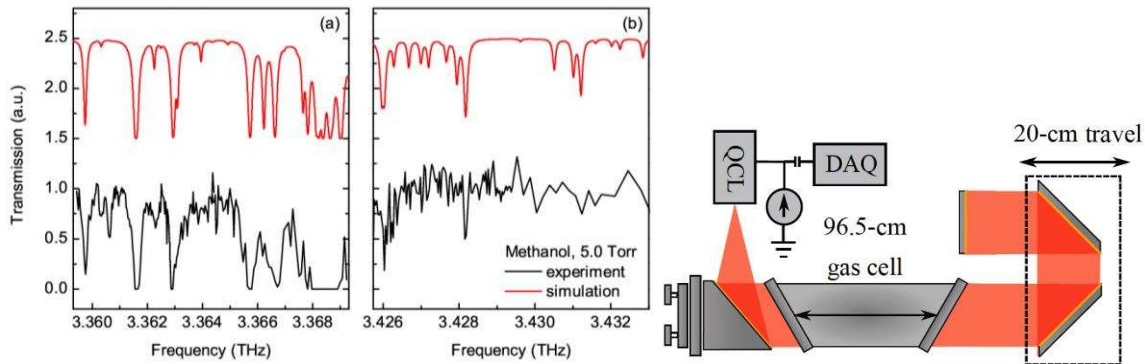 (a)
(b)
2.5
2.0
1.5
1.0
0.5
0.0
Transmission (a.u.)
Methanol, 5.0 Torr
experiment
simulation
3.360 3.362 3.364 3.366 3.368
3.426 3.428 3.430 3.432
Frequency (THz)
Frequency (THz)
20-cm travel
QCL
DAQ
96.5-cm
gas cell